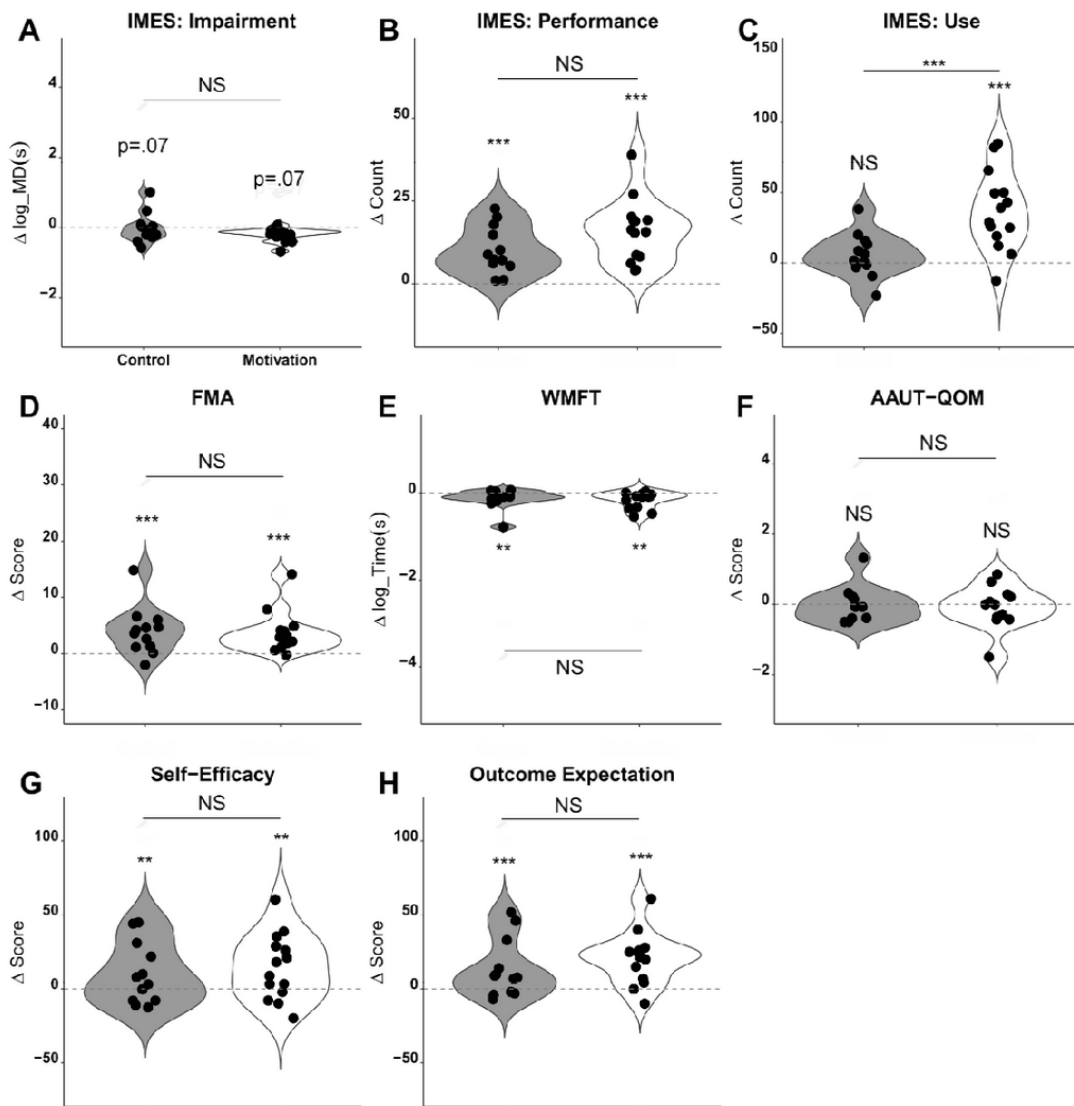 A IMES: Impairment
4
2
0
−2
Δ log_MD(s)
NS
p=.07
p=.07
Control Motivation
B IMES: Performance
50
25
0
Δ Count
NS
***
***
C IMES: Use
150
100
50
0
−50
Δ Count
***
***
NS
D FMA
40
30
20
10
0
−10
Δ Score
NS
***
***
E WMFT
0
−2
−4
Δ log_Time(s)
**
**
NS
F AAUT−QOM
4
2
0
−2
Δ Score
NS
NS
NS
G Self−Efficacy
100
50
0
−50
Δ Score
NS
**
**
H Outcome Expectation
100
50
0
−50
Δ Score
NS
***
***